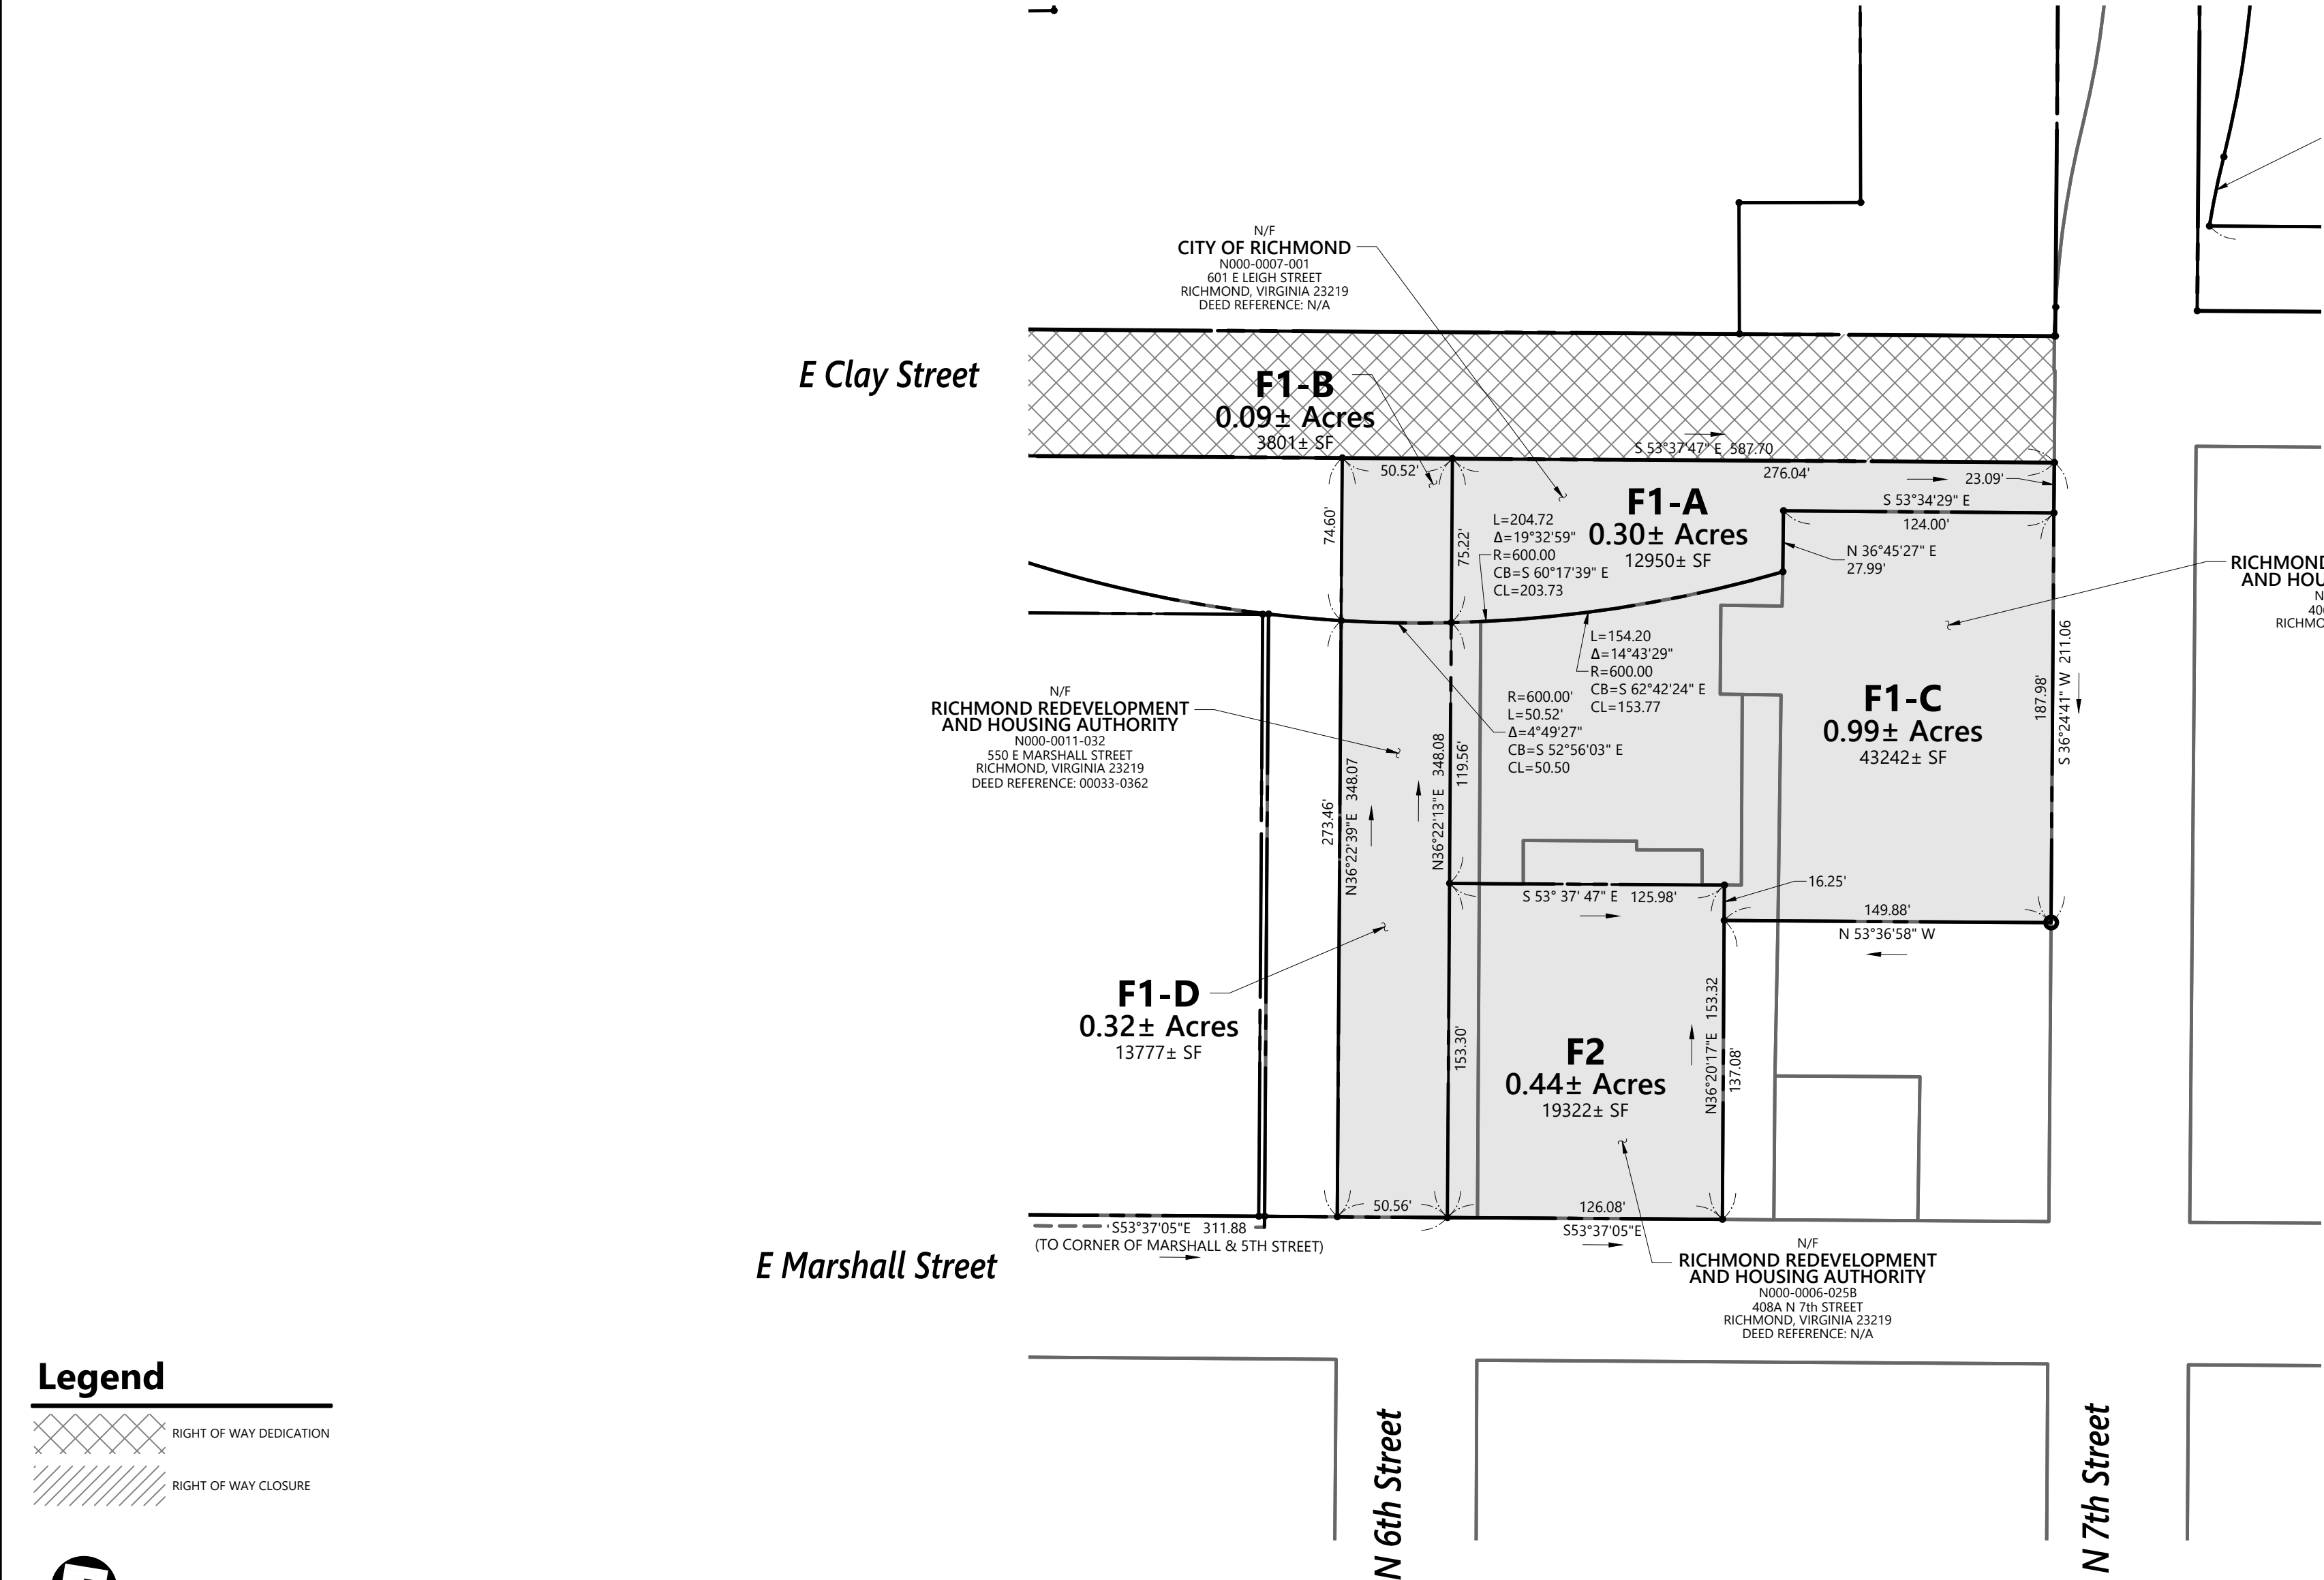 N/F
CITY OF RICHMOND
N000-0007-001
601 E LEIGH STREET
RICHMOND, VIRGINIA 23219
DEED REFERENCE: N/A
E Clay Street
F1-B
0.09± Acres
3801± SF
S 53°37'47" E 587.70
50.52'
276.04'
23.09'
S 53°34'29" E
124.00'
F1-A
0.30± Acres
12950± SF
74.60'
75.22'
L=204.72
Δ=19°32'59"
R=600.00
CB=S 60°17'39" E
CL=203.73
N 36°45'27" E
27.99'
RICHMOND
AND HOU
N
40
RICHMO
L=154.20
Δ=14°43'29"
R=600.00
CB=S 62°42'24" E
CL=153.77
R=600.00'
L=50.52'
Δ=4°49'27"
CB=S 52°56'03" E
CL=50.50
F1-C
0.99± Acres
43242± SF
187.98'
S 36°24'41" W 211.06
N/F
RICHMOND REDEVELOPMENT
AND HOUSING AUTHORITY
N000-0011-032
550 E MARSHALL STREET
RICHMOND, VIRGINIA 23219
DEED REFERENCE: 00033-0362
273.46'
N36°22'39"E 348.07
N36°22'13"E 348.08
119.56'
S 53° 37' 47" E 125.98'
16.25'
149.88'
N 53°36'58" W
F1-D
0.32± Acres
13777± SF
153.30'
F2
0.44± Acres
19322± SF
N36°20'17"E 153.32
137.08'
50.56'
126.08'
S53°37'05"E
S53°37'05"E 311.88
(TO CORNER OF MARSHALL & 5TH STREET)
E Marshall Street
N/F
RICHMOND REDEVELOPMENT
AND HOUSING AUTHORITY
N000-0006-025B
408A N 7th STREET
RICHMOND, VIRGINIA 23219
DEED REFERENCE: N/A
N 6th Street
N 7th Street
Legend
RIGHT OF WAY DEDICATION
RIGHT OF WAY CLOSURE